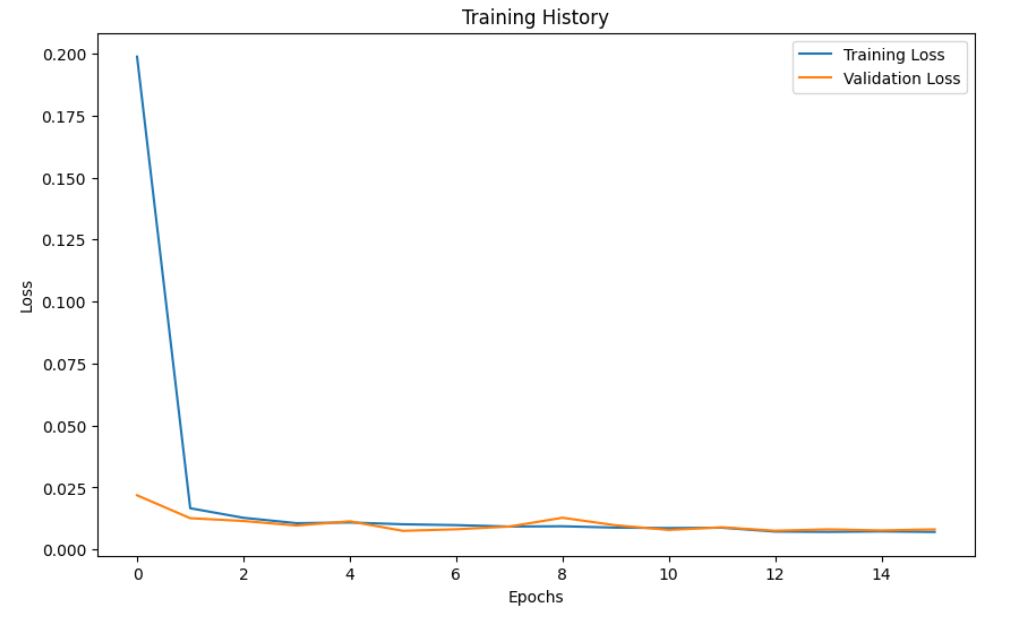 Training History
Training Loss
Validation Loss
0.200
0.175
0.150
0.125
0.100
0.075
0.050
0.025
0.000
Loss
0 2 4 6 8 10 12 14
Epochs